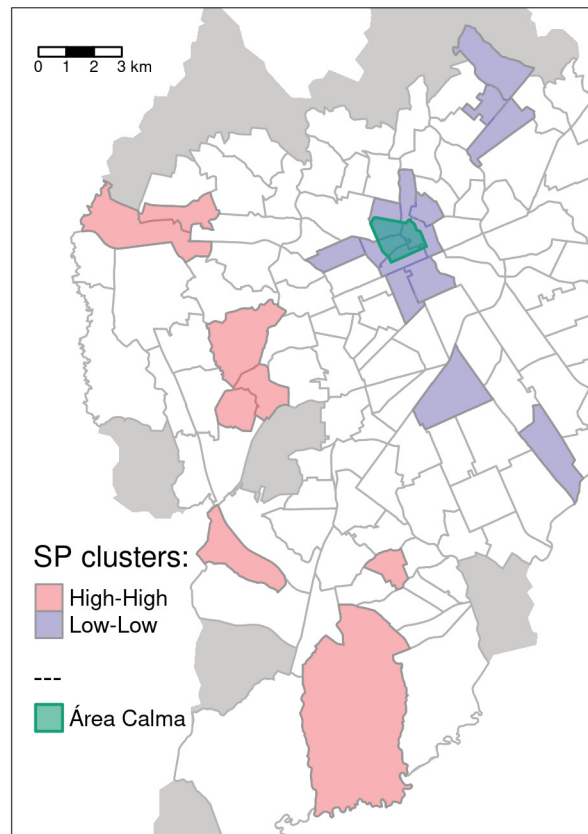 0 1 2 3 km
SP clusters:
High-High
Low-Low
---
Área Calma